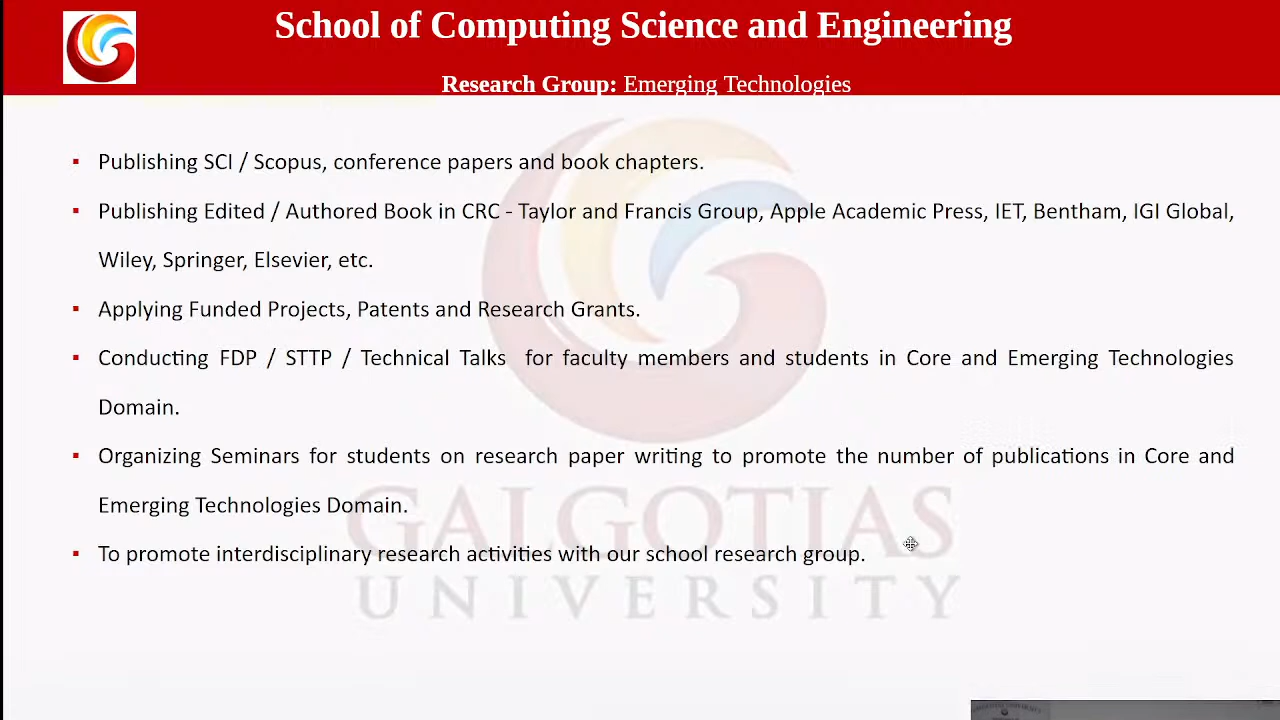 School of Computing Science and Engineering
Research Group: Emerging Technologies
▪ Publishing SCI / Scopus, conference papers and book chapters.
▪ Publishing Edited / Authored Book in CRC - Taylor and Francis Group, Apple Academic Press, IET, Bentham, IGI Global,
Wiley, Springer, Elsevier, etc.
▪ Applying Funded Projects, Patents and Research Grants.
▪ Conducting FDP / STTP / Technical Talks for faculty members and students in Core and Emerging Technologies
Domain.
▪ Organizing Seminars for students on research paper writing to promote the number of publications in Core and
Emerging Technologies Domain.
▪ To promote interdisciplinary research activities with our school research group.
GALGOTIAS
UNIVERSITY